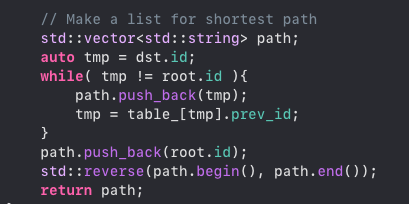 // Make a list for shortest path
std::vector<std::string> path;
auto tmp = dst.id;
while( tmp != root.id ){
path.push_back(tmp);
tmp = table_[tmp].prev_id;
}
path.push_back(root.id);
std::reverse(path.begin(), path.end());
return path;